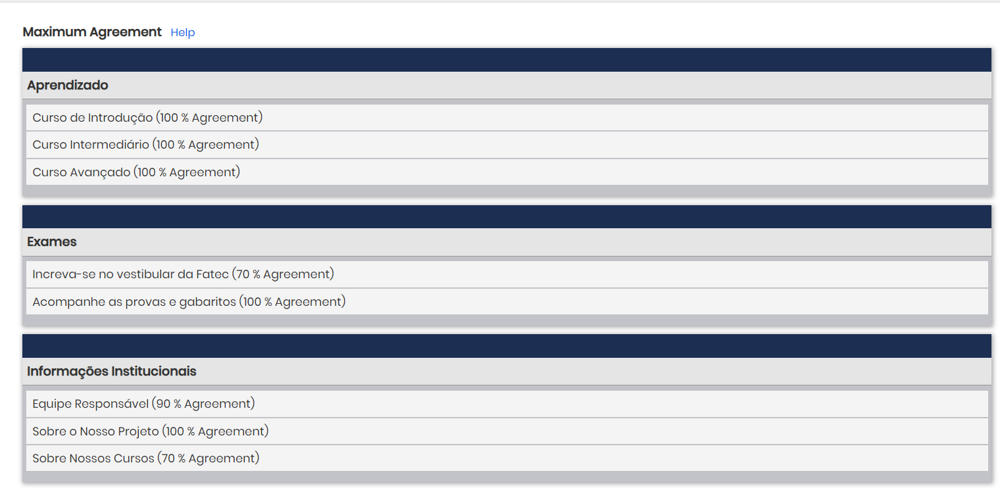 Maximum Agreement Help
Aprendizado
Curso de Introdução (100 % Agreement)
Curso Intermediário (100 % Agreement)
Curso Avançado (100 % Agreement)
Exames
Increva-se no vestibular da Fatec (70 % Agreement)
Acompanhe as provas e gabaritos (100 % Agreement)
Informações Institucionais
Equipe Responsável (90 % Agreement)
Sobre o Nosso Projeto (100 % Agreement)
Sobre Nossos Cursos (70 % Agreement)